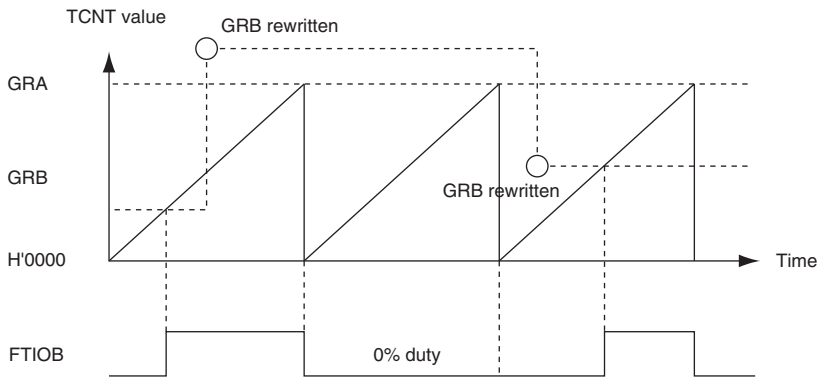 TCNT value
GRB rewritten
GRA
GRB
GRB rewritten
H'0000
Time
FTIOB
0% duty